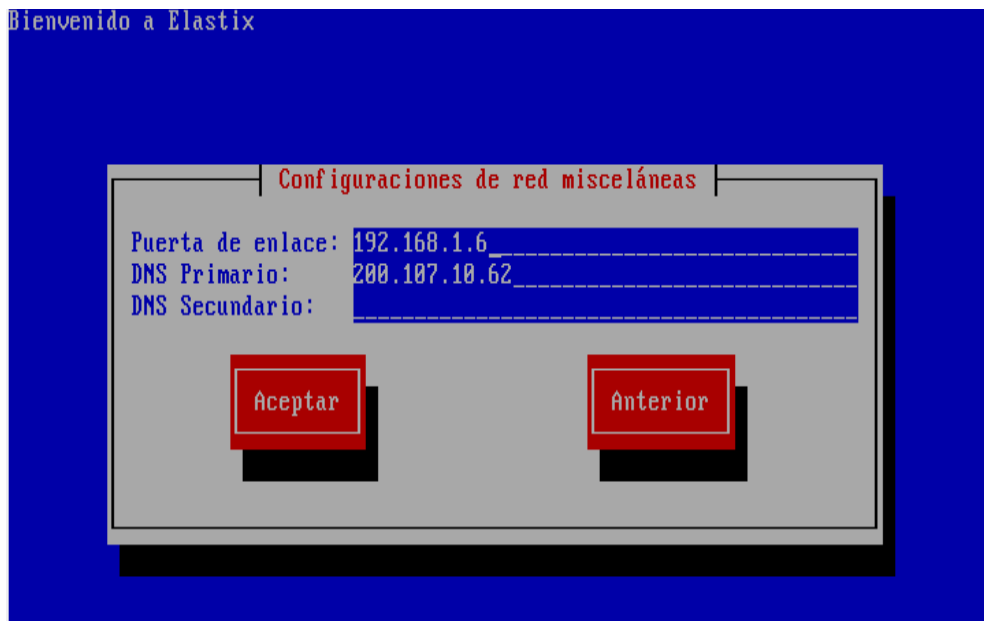 Bienvenido a Elastix
Configuraciones de red misceláneas
Puerta de enlace: 192.168.1.6
DNS Primario: 200.107.10.62
DNS Secundario:
Aceptar Anterior